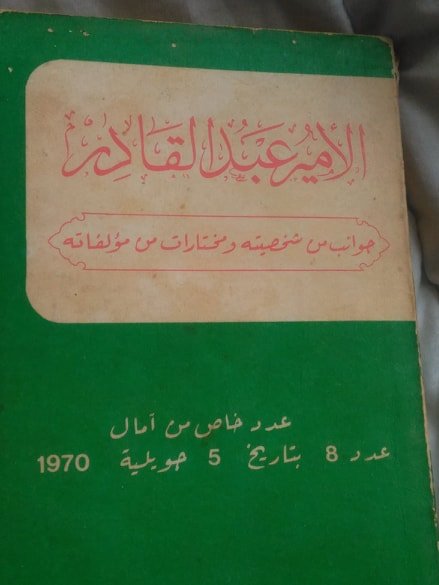 الأمير عبد القادر
جوانب من شخصيته ومختارات من مؤلفاته
عدد خاص من آمال
عدد 8 بتاريخ 5 جويلية 1970